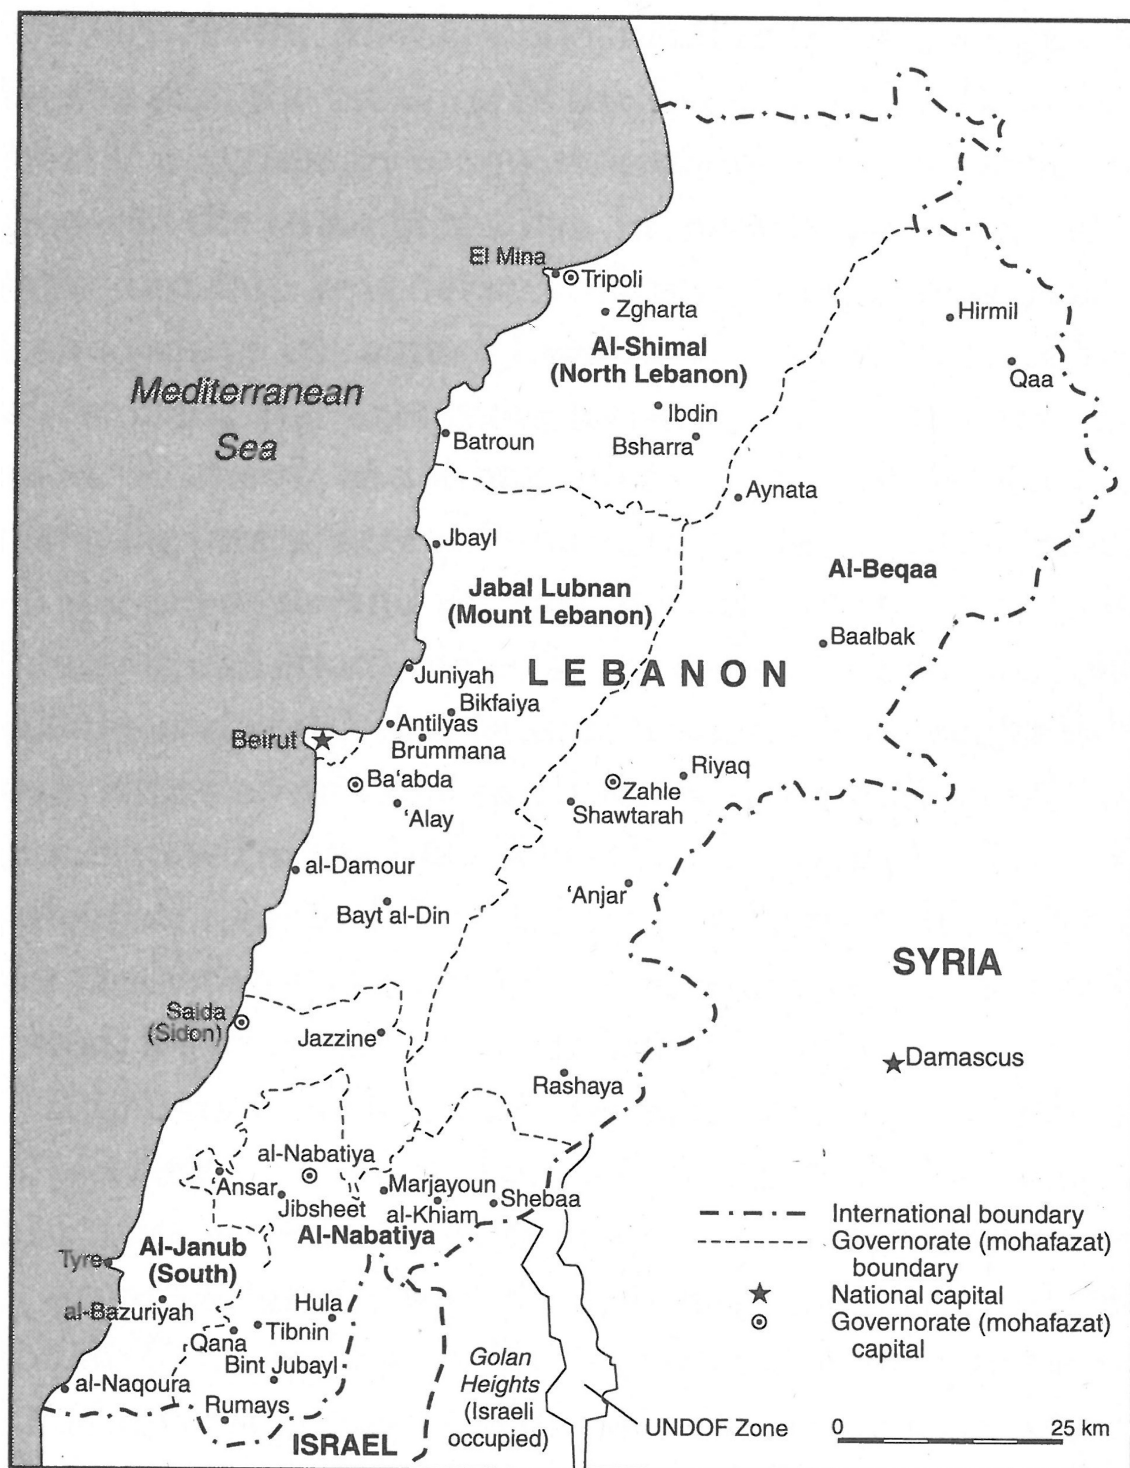 El Mina
Tripoli
Zgharta
Al-Shimal
(North Lebanon)
Hirmil
Qaa
Mediterranean
Sea
Ibdin
Batroun
Bsharra
Aynata
Jbayl
Al-Beqaa
Jabal Lubnan
(Mount Lebanon)
Baalbak
LEBANON
Juniyah
Bikfaiya
Antilyas
Beirut
Brummana
Ba‘abda
Riyaq
Zahle
Shawtarah
‘Alay
al-Damour
‘Anjar
Bayt al-Din
SYRIA
Saida
(Sidon)
Jazzine
Damascus
Rashaya
al-Nabatiya
Ansar
Jibsheet
Marjayoun
al-Khiam
Shebaa
Al-Nabatiya
Al-Janub
(South)
Tyre
al-Bazuriyah
Hula
Tibnin
Qana
Bint Jubayl
al-Naqoura
Rumays
ISRAEL
Golan
Heights
(Israeli
occupied)
UNDOF Zone
International boundary
Governorate (mohafazat)
boundary
National capital
Governorate (mohafazat)
capital
0 25 km